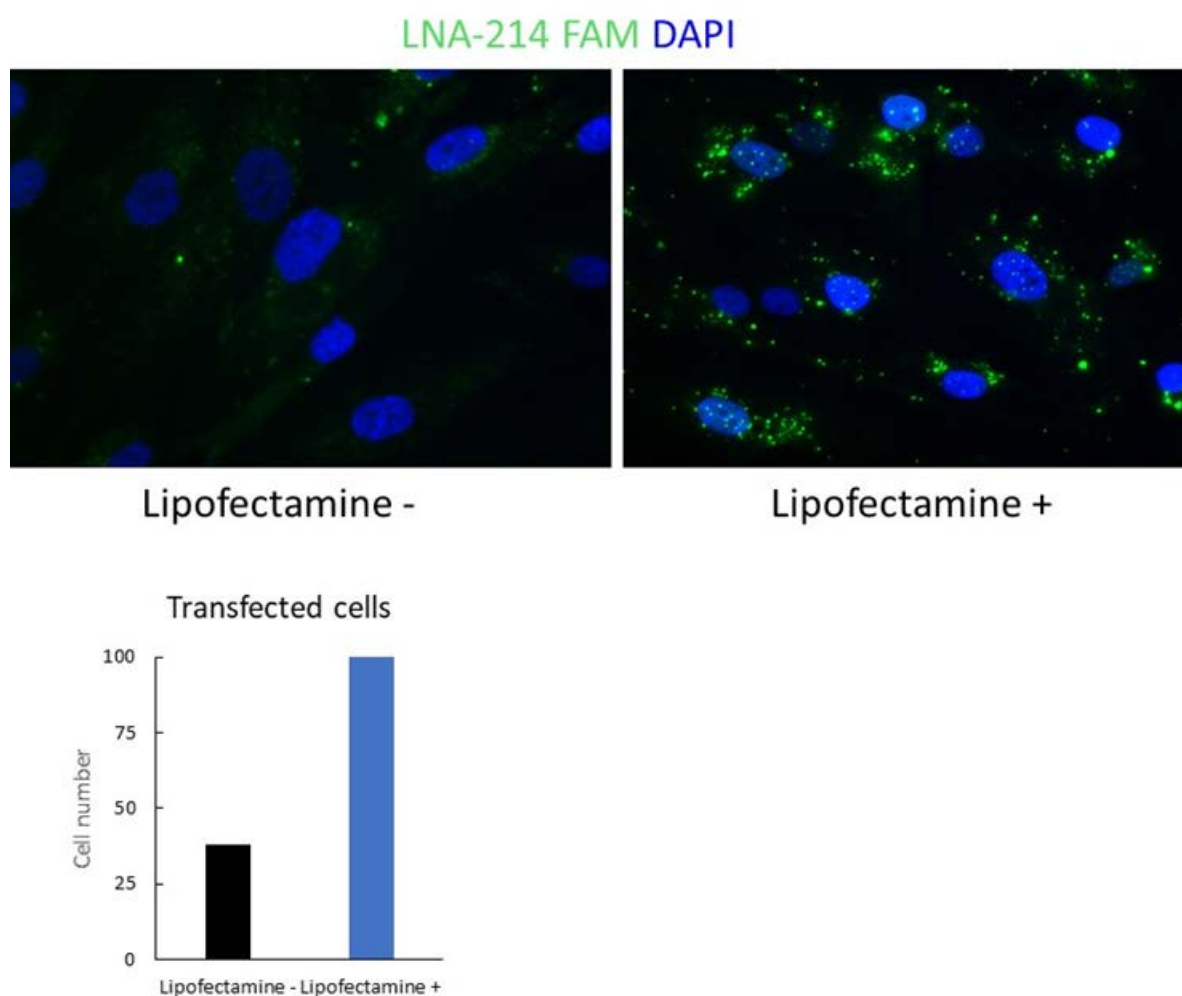 LNA-214 FAM DAPI
Lipofectamine -
Lipofectamine +
Transfected cells
100
75
50
25
0
Cell number
Lipofectamine -
Lipofectamine +